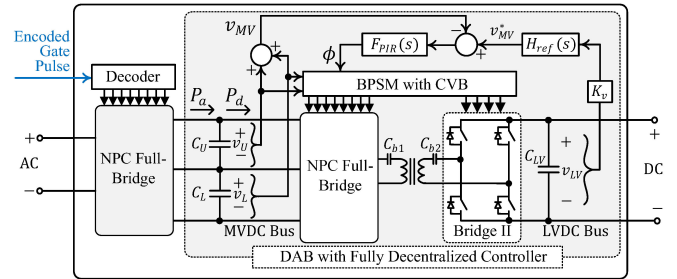 Encoded
Gate
Pulse
Decoder
v_MV
ϕ
F_PIR(s)
v*_MV
H_ref(s)
K_v
BPSM with CVB
P_a
P_d
+
+
−
+
AC
+
−
NPC Full-
Bridge
C_U
+
v_U
−
C_L
+
v_L
−
MVDC Bus
NPC Full-
Bridge
C_b1
C_b2
Bridge II
C_LV
+
v_LV
−
LVDC Bus
+
DC
−
DAB with Fully Decentralized Controller